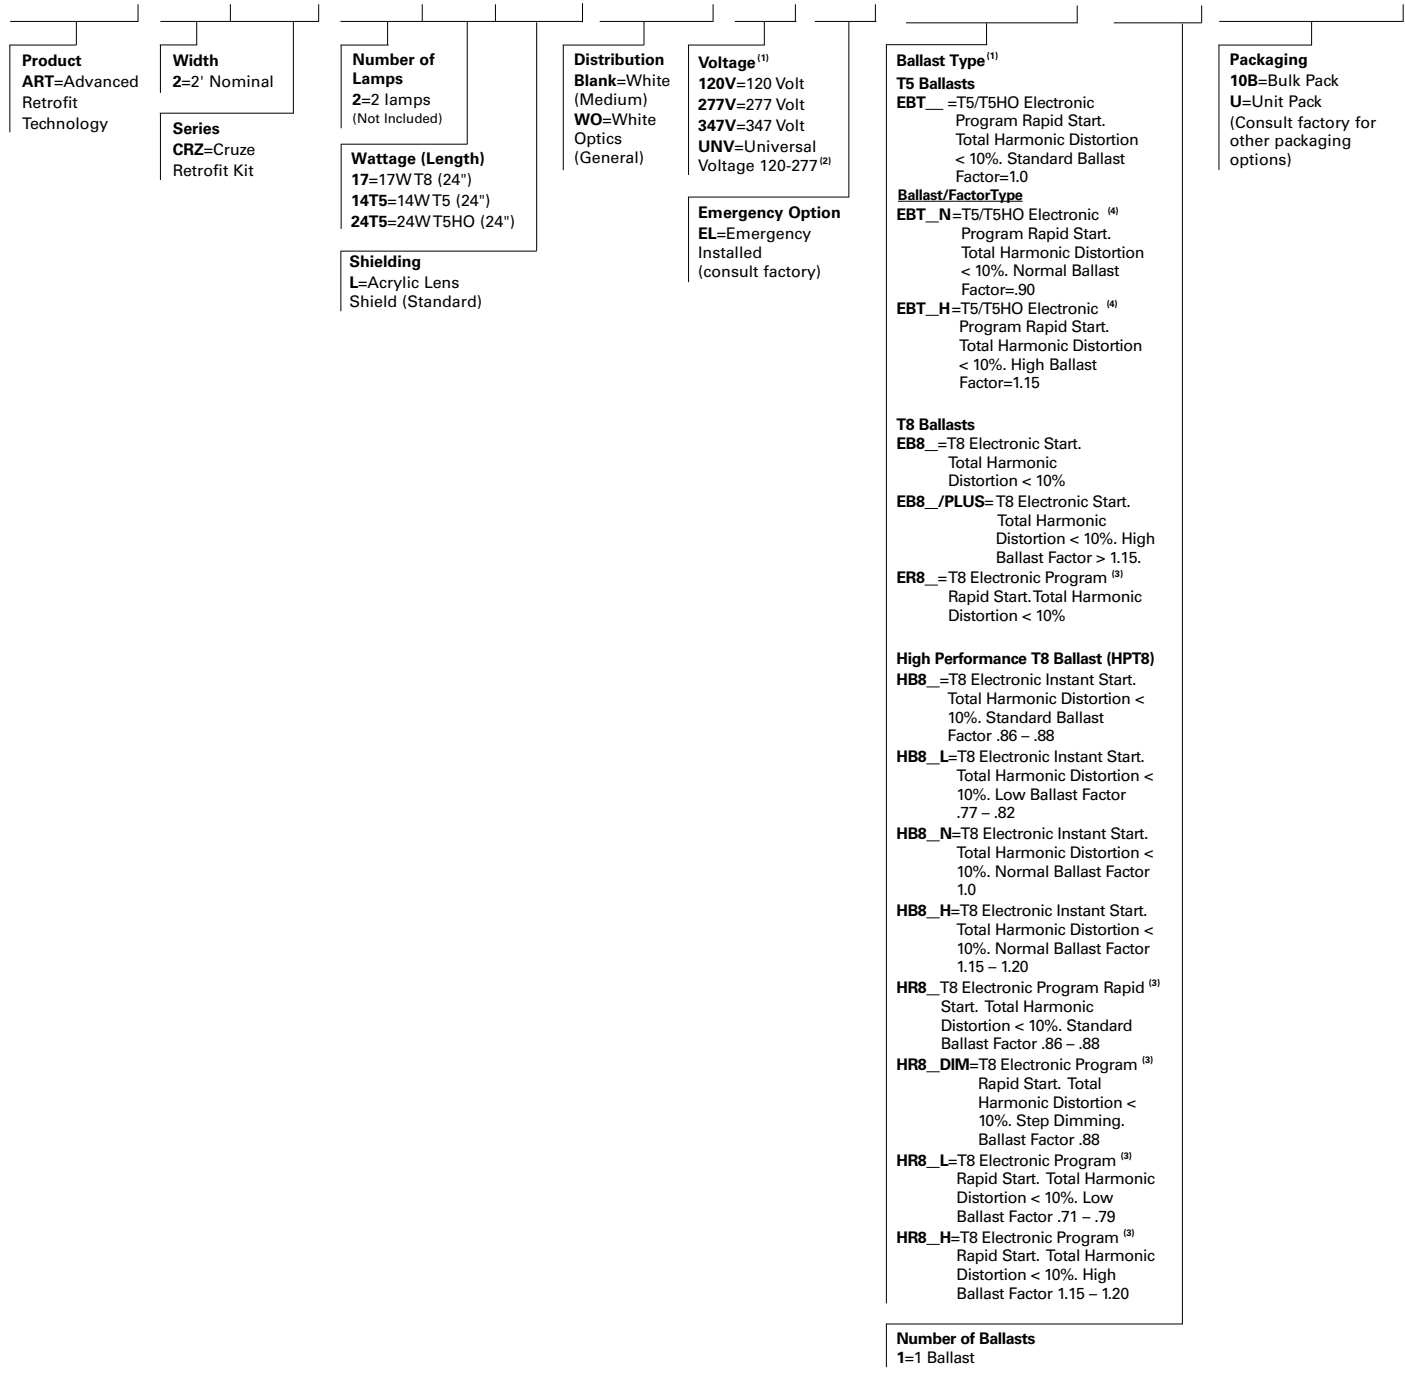 Product
ART=Advanced
Retrofit
Technology
Width
2=2' Nominal
Series
CRZ=Cruze
Retrofit Kit
Number of
Lamps
2=2 lamps
(Not Included)
Wattage (Length)
17=17W T8 (24")
14T5=14W T5 (24")
24T5=24W T5HO (24")
Shielding
L=Acrylic Lens
Shield (Standard)
Distribution
Blank=White
(Medium)
WO=White
Optics
(General)
Voltage (1)
120V=120 Volt
277V=277 Volt
347V=347 Volt
UNV=Universal
Voltage 120-277 (2)
Emergency Option
EL=Emergency
Installed
(consult factory)
Ballast Type(1)
T5 Ballasts
EBT__ =T5/T5HO Electronic
Program Rapid Start.
Total Harmonic Distortion
< 10%. Standard Ballast
Factor=1.0
Ballast/FactorType
EBT__N=T5/T5HO Electronic (4)
Program Rapid Start.
Total Harmonic Distortion
< 10%. Normal Ballast
Factor=.90
EBT__H=T5/T5HO Electronic (4)
Program Rapid Start.
Total Harmonic Distortion
< 10%. High Ballast
Factor=1.15
T8 Ballasts
EB8__=T8 Electronic Start.
Total Harmonic
Distortion < 10%
EB8__/PLUS=T8 Electronic Start.
Total Harmonic
Distortion < 10%. High
Ballast Factor > 1.15.
ER8__=T8 Electronic Program (3)
Rapid Start. Total Harmonic
Distortion < 10%
High Performance T8 Ballast (HPT8)
HB8__=T8 Electronic Instant Start.
Total Harmonic Distortion <
10%. Standard Ballast
Factor .86 – .88
HB8__L=T8 Electronic Instant Start.
Total Harmonic Distortion <
10%. Low Ballast Factor
.77 – .82
HB8__N=T8 Electronic Instant Start.
Total Harmonic Distortion <
10%. Normal Ballast Factor
1.0
HB8__H=T8 Electronic Instant Start.
Total Harmonic Distortion <
10%. Normal Ballast Factor
1.15 – 1.20
HR8__T8 Electronic Program Rapid (3)
Start. Total Harmonic
Distortion < 10%. Standard
Ballast Factor .86 – .88
HR8__DIM=T8 Electronic Program (3)
Rapid Start. Total
Harmonic Distortion <
10%. Step Dimming.
Ballast Factor .88
HR8__L=T8 Electronic Program (3)
Rapid Start. Total Harmonic
Distortion < 10%. Low
Ballast Factor .71 – .79
HR8__H=T8 Electronic Program (3)
Rapid Start. Total Harmonic
Distortion < 10%. High
Ballast Factor 1.15 – 1.20
Number of Ballasts
1=1 Ballast
Packaging
10B=Bulk Pack
U=Unit Pack
(Consult factory for
other packaging
options)